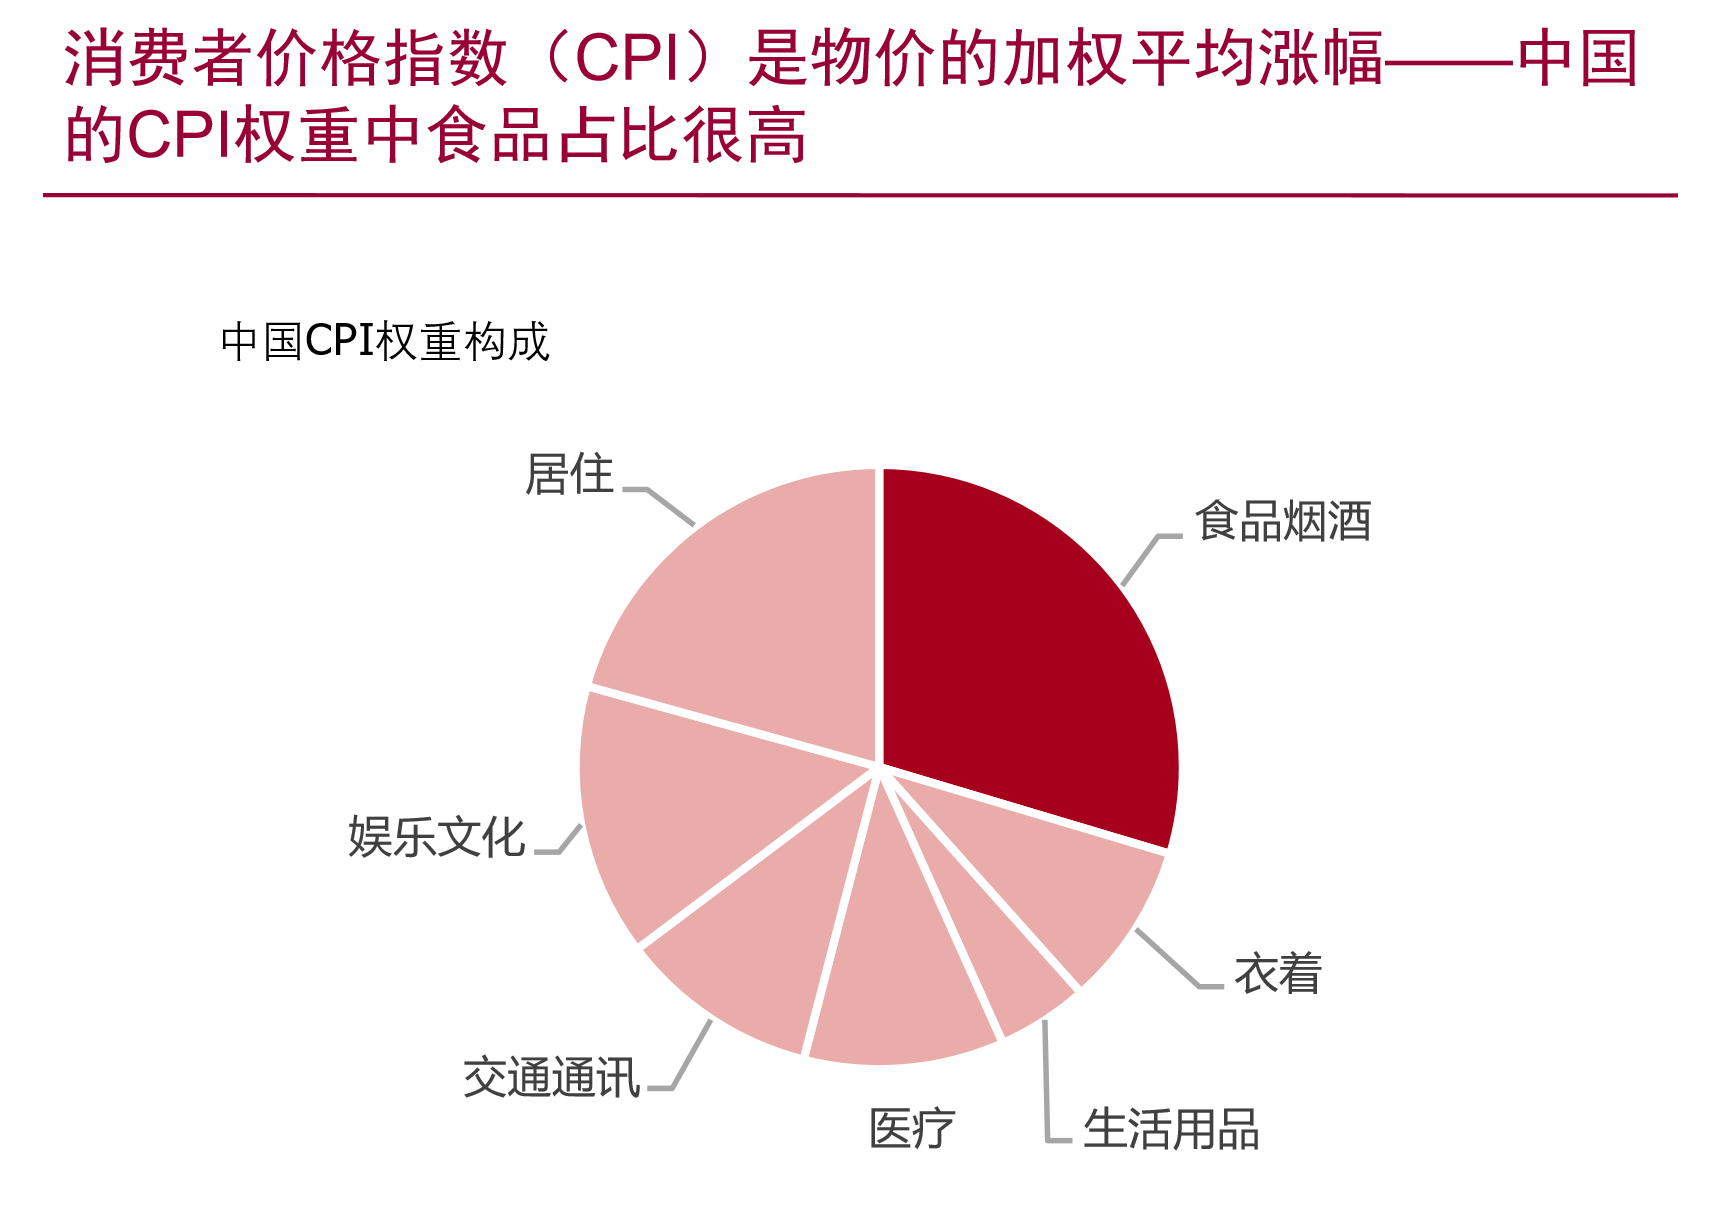 消费者价格指数（CPI）是物价的加权平均涨幅——中国
的CPI权重中食品占比很高
中国CPI权重构成
居住
食品烟酒
娱乐文化
衣着
交通通讯
医疗
生活用品